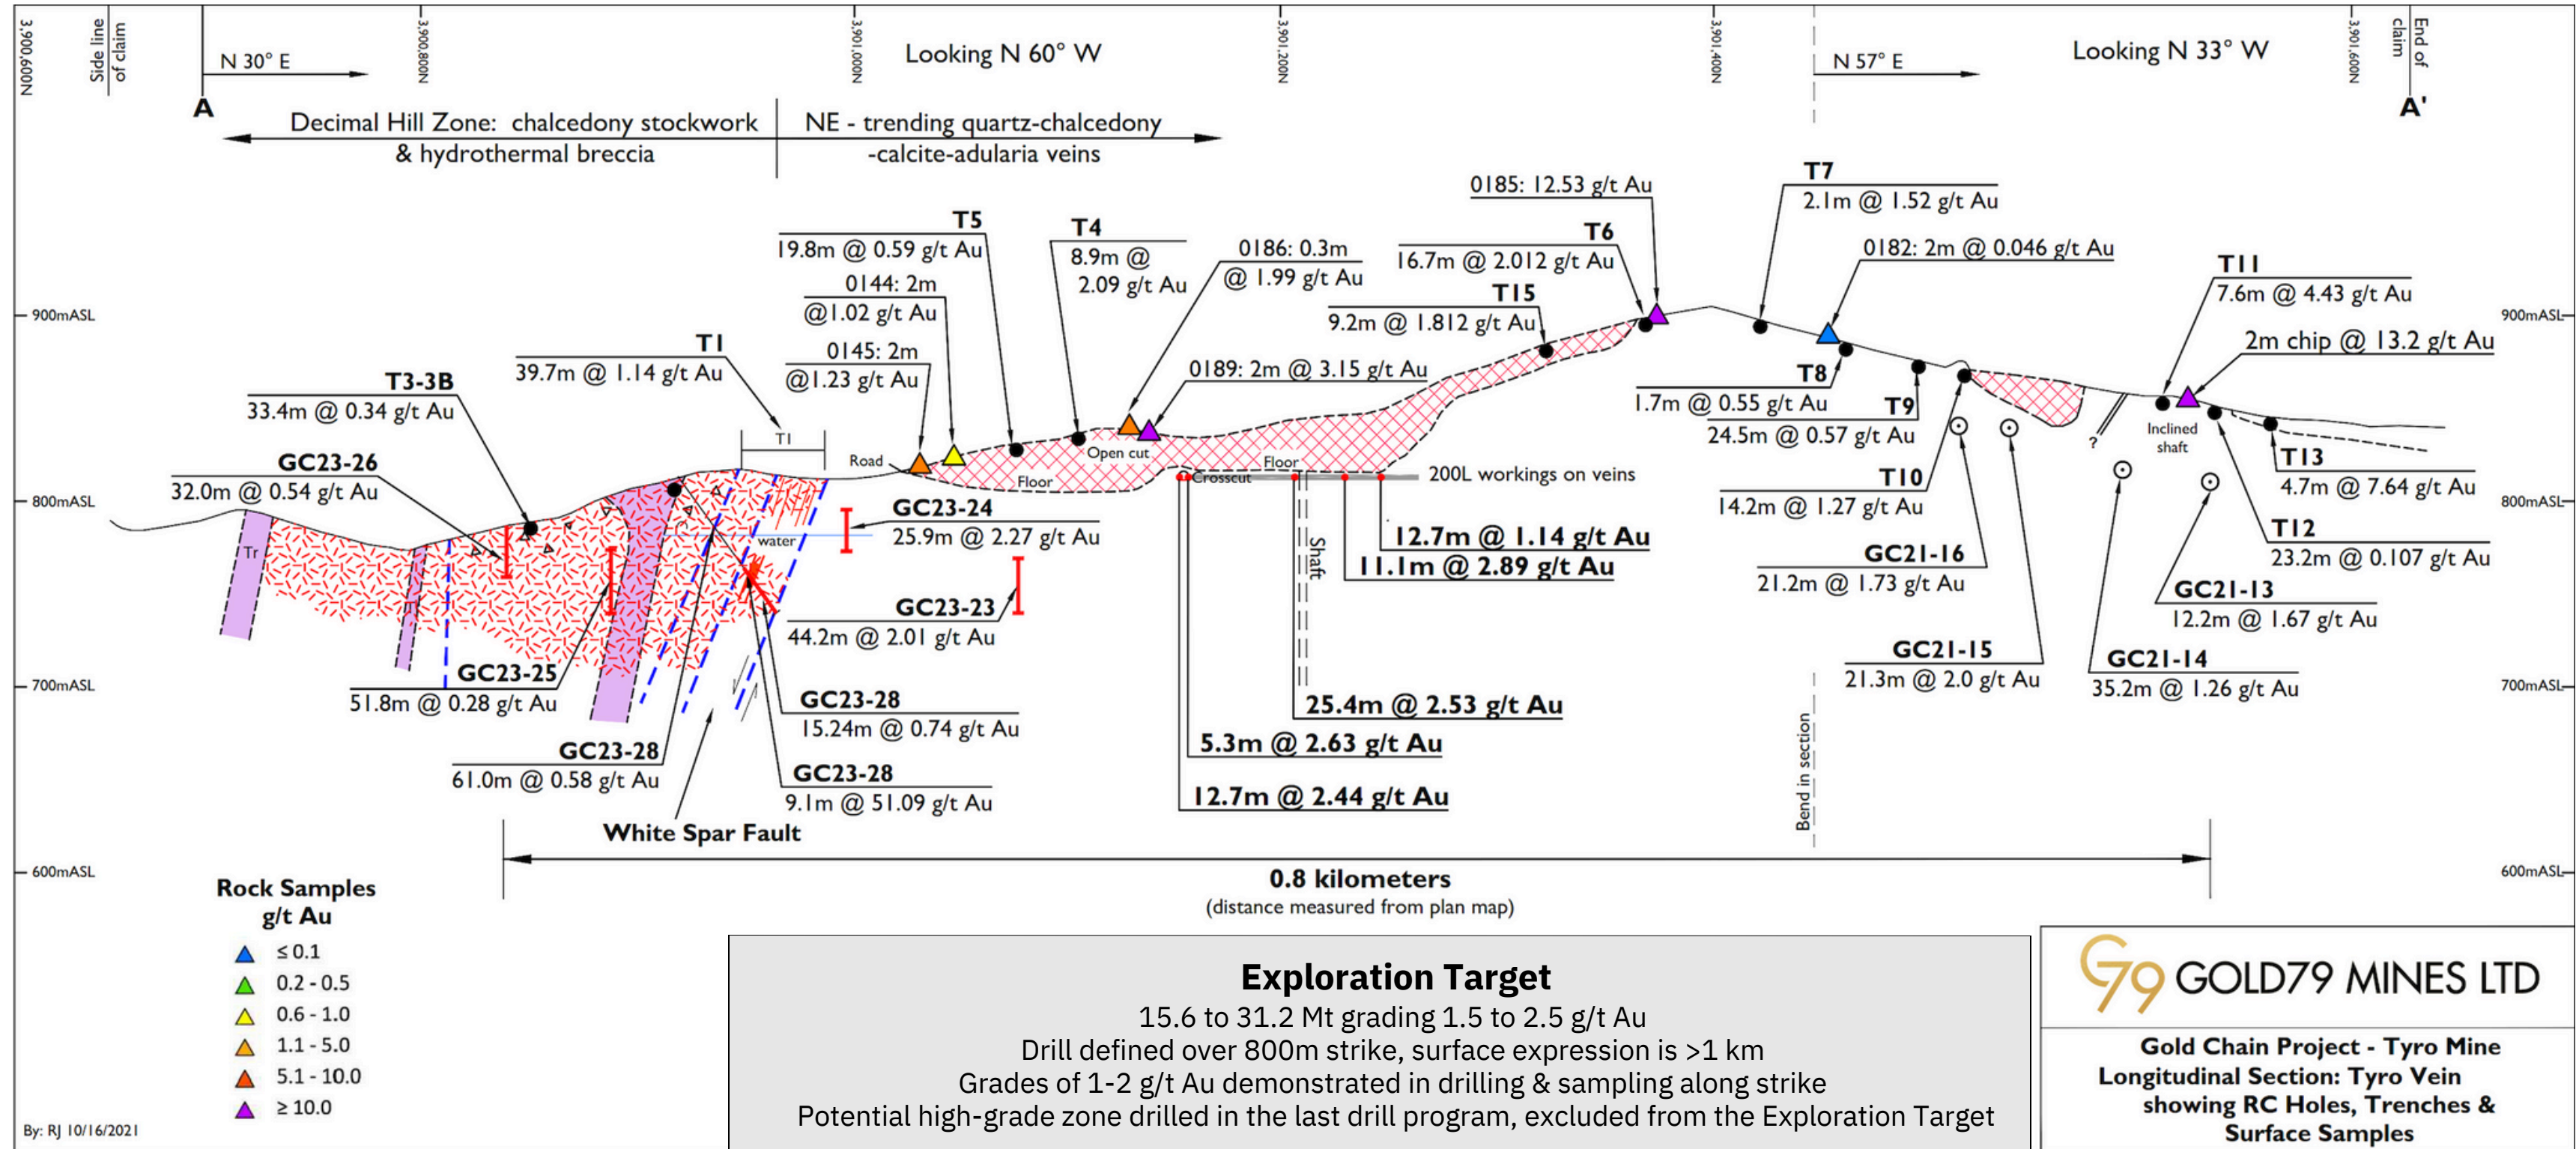 3,900,600N
Side line
of claim
A
N 30° E
3,900,800N
3,901,000N
Looking N 60° W
3,901,200N
3,901,400N
N 57° E
Looking N 33° W
3,901,600N
End of
claim
A'
Decimal Hill Zone: chalcedony stockwork
& hydrothermal breccia
NE - trending quartz-chalcedony
-calcite-adularia veins
T7
2.1m @ 1.52 g/t Au
0185: 12.53 g/t Au
T5
19.8m @ 0.59 g/t Au
T4
8.9m @
2.09 g/t Au
0186: 0.3m
@ 1.99 g/t Au
T6
16.7m @ 2.012 g/t Au
0182: 2m @ 0.046 g/t Au
T11
7.6m @ 4.43 g/t Au
0144: 2m
@1.02 g/t Au
T15
9.2m @ 1.812 g/t Au
900mASL
900mASL
T1
39.7m @ 1.14 g/t Au
0145: 2m
@1.23 g/t Au
0189: 2m @ 3.15 g/t Au
2m chip @ 13.2 g/t Au
T3-3B
33.4m @ 0.34 g/t Au
T8
1.7m @ 0.55 g/t Au
T9
24.5m @ 0.57 g/t Au
T1
Road
Open cut
Floor
Floor
Crosscut
200L workings on veins
Inclined
shaft
?
GC23-26
32.0m @ 0.54 g/t Au
T10
14.2m @ 1.27 g/t Au
T13
4.7m @ 7.64 g/t Au
800mASL
800mASL
GC23-24
25.9m @ 2.27 g/t Au
12.7m @ 1.14 g/t Au
11.1m @ 2.89 g/t Au
Shaft
T12
23.2m @ 0.107 g/t Au
Tr
water
GC21-16
21.2m @ 1.73 g/t Au
GC21-13
12.2m @ 1.67 g/t Au
GC23-23
44.2m @ 2.01 g/t Au
GC21-15
21.3m @ 2.0 g/t Au
GC21-14
35.2m @ 1.26 g/t Au
GC23-25
51.8m @ 0.28 g/t Au
700mASL
700mASL
GC23-28
15.24m @ 0.74 g/t Au
25.4m @ 2.53 g/t Au
5.3m @ 2.63 g/t Au
GC23-28
61.0m @ 0.58 g/t Au
GC23-28
9.1m @ 51.09 g/t Au
12.7m @ 2.44 g/t Au
Bend in section
White Spar Fault
600mASL
600mASL
0.8 kilometers
(distance measured from plan map)
Rock Samples
g/t Au
≤ 0.1
0.2 - 0.5
0.6 - 1.0
1.1 - 5.0
5.1 - 10.0
≥ 10.0
By: RJ 10/16/2021
Exploration Target
15.6 to 31.2 Mt grading 1.5 to 2.5 g/t Au
Drill defined over 800m strike, surface expression is >1 km
Grades of 1-2 g/t Au demonstrated in drilling & sampling along strike
Potential high-grade zone drilled in the last drill program, excluded from the Exploration Target
G79 GOLD79 MINES LTD
Gold Chain Project - Tyro Mine
Longitudinal Section: Tyro Vein
showing RC Holes, Trenches &
Surface Samples